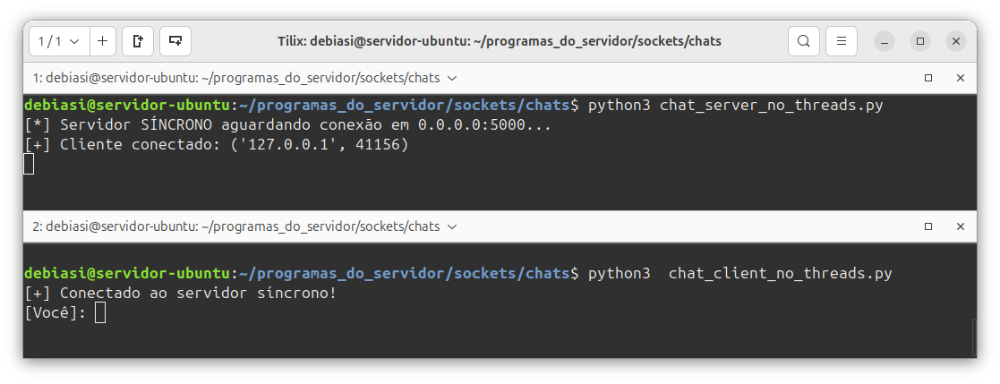 1 / 1
Tilix: debiasi@servidor-ubuntu: ~/programas_do_servidor/sockets/chats
1: debiasi@servidor-ubuntu: ~/programas_do_servidor/sockets/chats
debiasi@servidor-ubuntu:~/programas_do_servidor/sockets/chats$ python3 chat_server_no_threads.py
[*] Servidor SÍNCRONO aguardando conexão em 0.0.0.0:5000...
[+] Cliente conectado: ('127.0.0.1', 41156)
2: debiasi@servidor-ubuntu: ~/programas_do_servidor/sockets/chats
debiasi@servidor-ubuntu:~/programas_do_servidor/sockets/chats$ python3  chat_client_no_threads.py
[+] Conectado ao servidor síncrono!
[Você]: